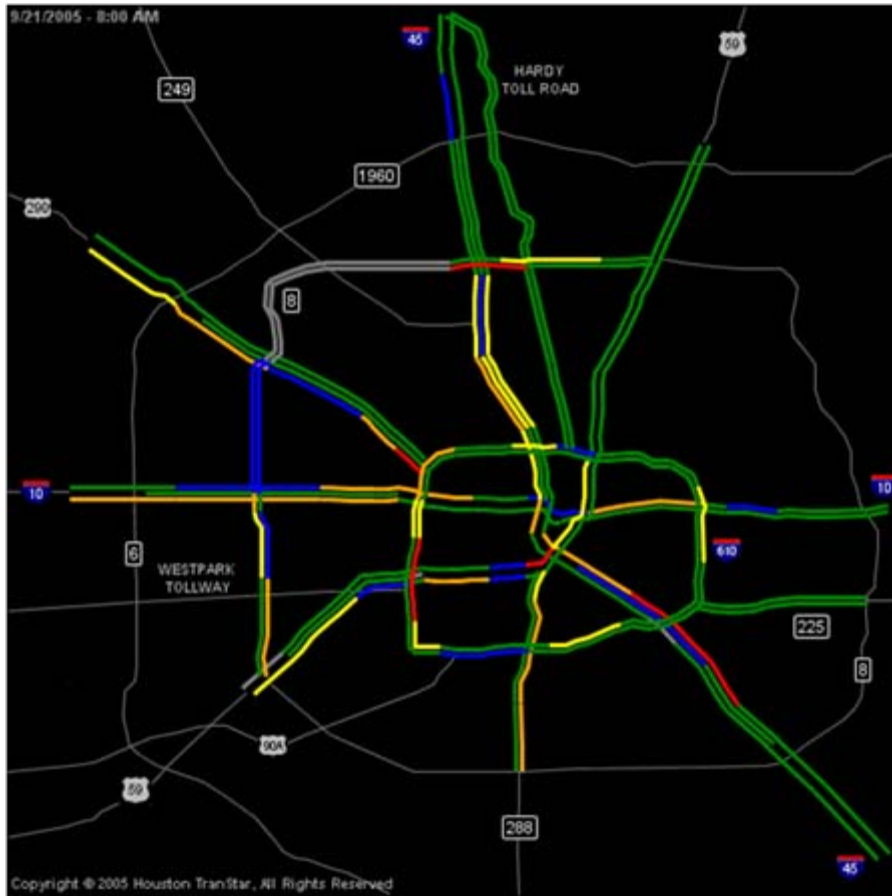 9/21/2005 - 8:00 AM
45
59
HARDY
TOLL ROAD
249
1960
290
8
10
10
6
610
WESTPARK
TOLLWAY
225
8
90A
59
288
45
Copyright © 2005 Houston TranStar, All Rights Reserved